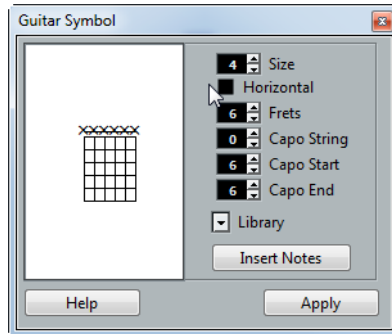 Guitar Symbol
XXXXXX
4 Size
Horizontal
6 Frets
0 Capo String
6 Capo Start
6 Capo End
Library
Insert Notes
Help
Apply